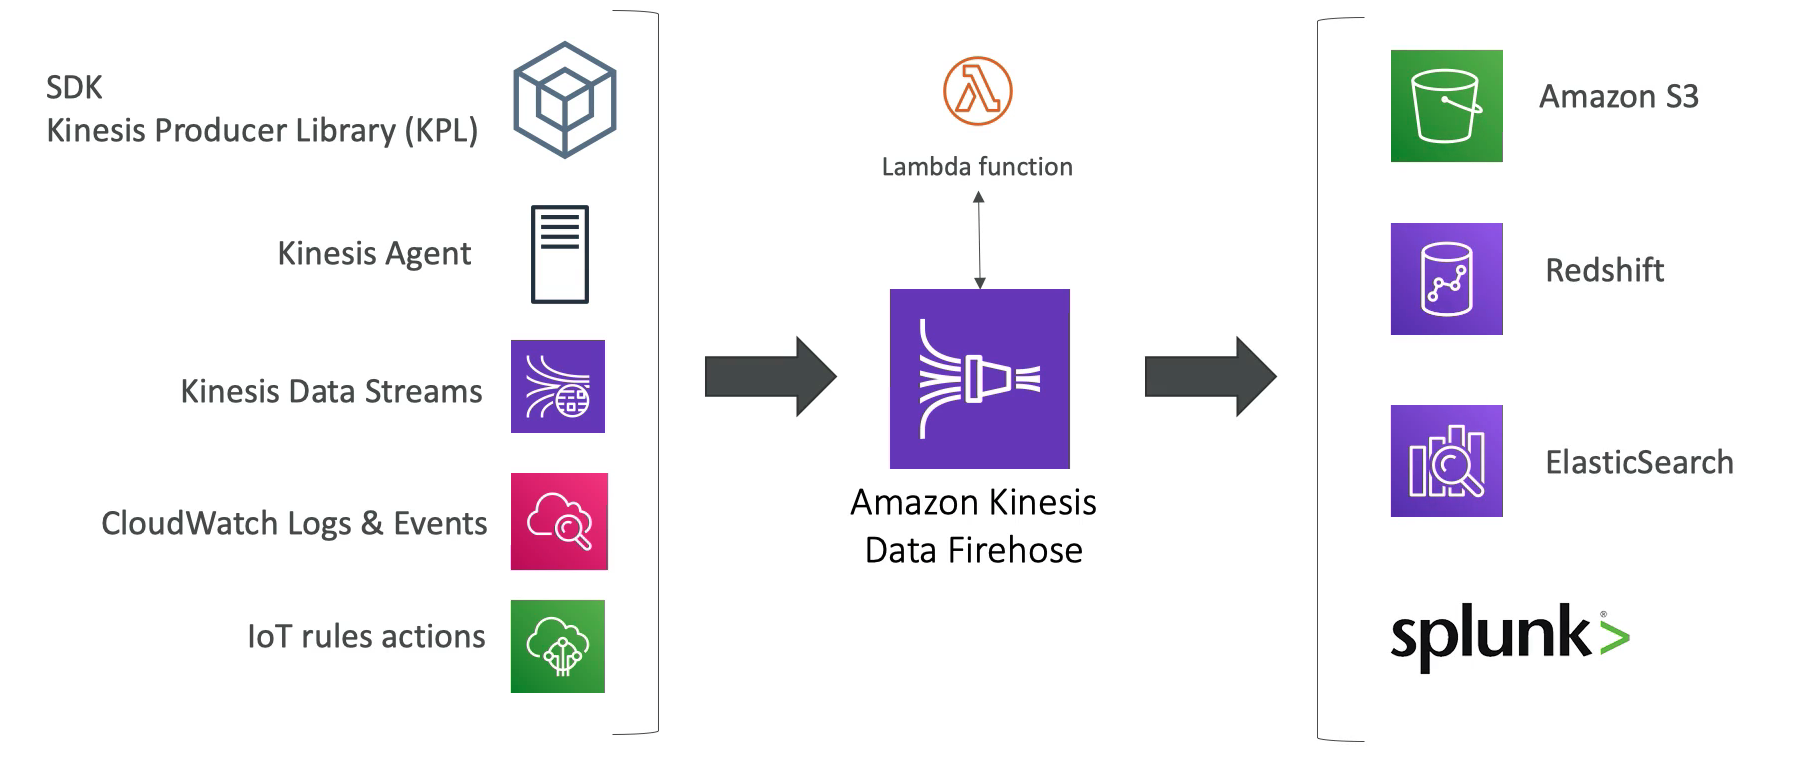 SDK
Kinesis Producer Library (KPL)
Kinesis Agent
Kinesis Data Streams
CloudWatch Logs & Events
IoT rules actions
Lambda function
Amazon Kinesis
Data Firehose
Amazon S3
Redshift
ElasticSearch
splunk>®